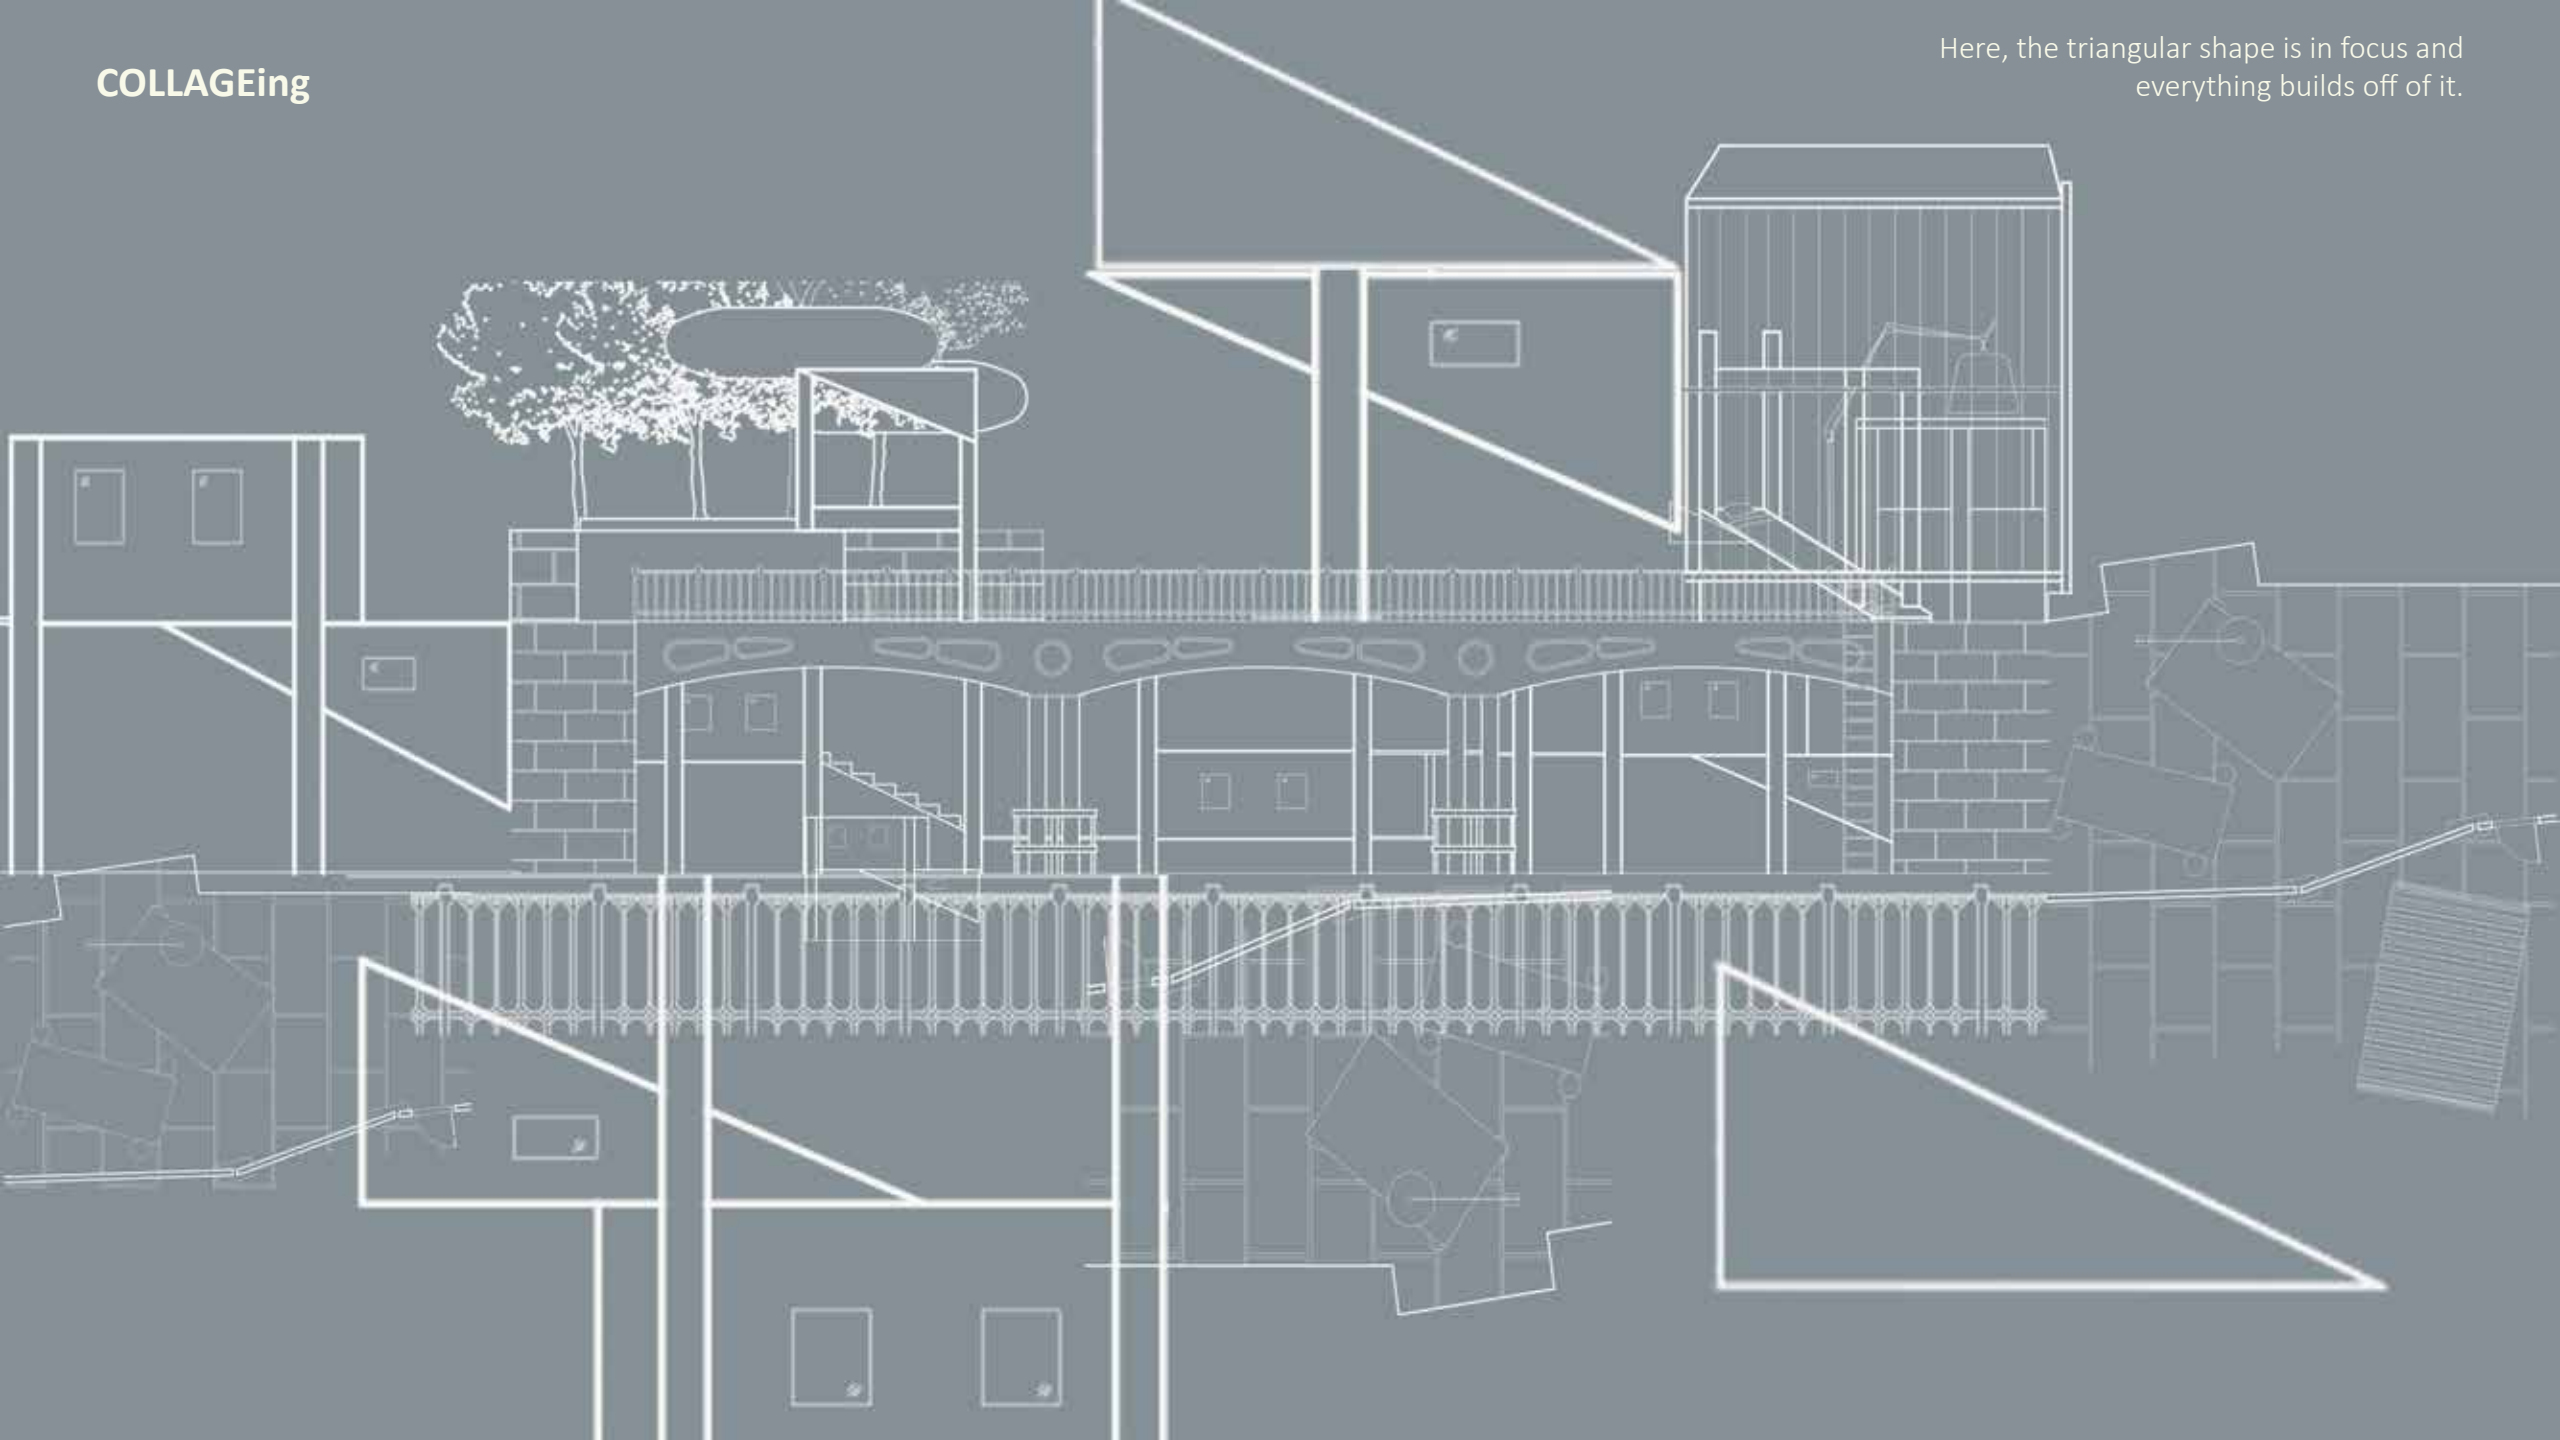 COLLAGEing
Here, the triangular shape is in focus and
everything builds off of it.